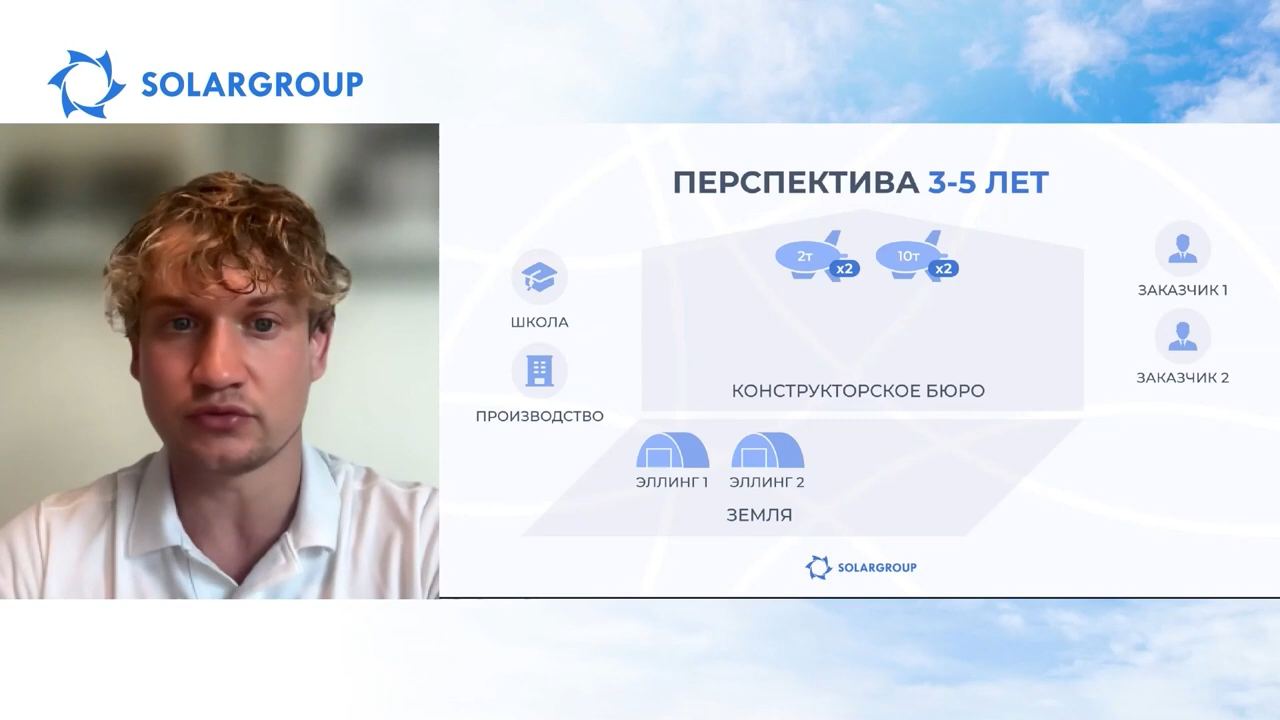 SOLARGROUP
ПЕРСПЕКТИВА 3-5 ЛЕТ
2т
x2
10т
x2
ШКОЛА
ПРОИЗВОДСТВО
КОНСТРУКТОРСКОЕ БЮРО
ЗАКАЗЧИК 1
ЗАКАЗЧИК 2
ЭЛЛИНГ 1
ЭЛЛИНГ 2
ЗЕМЛЯ
SOLARGROUP